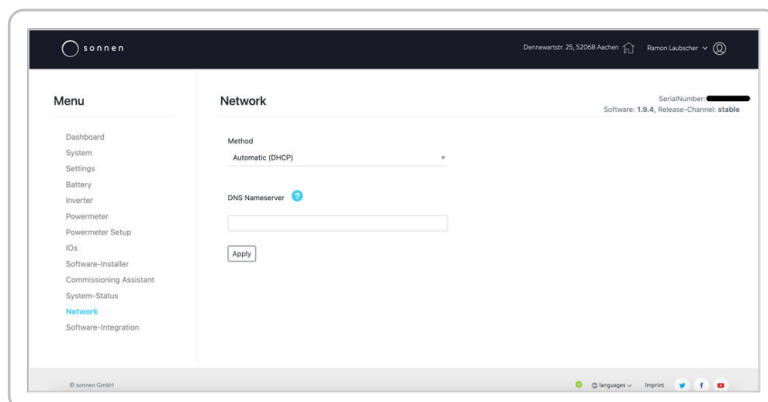 sonnen
Dennewartstr. 25, 52068 Aachen
Ramon Laubscher
Menu
Dashboard
System
Settings
Battery
Inverter
Powermeter
Powermeter Setup
IOs
Software-Installer
Commissioning Assistant
System-Status
Network
Software-Integration
Network
SerialNumber:
Software: 1.9.4, Release-Channel: stable
Method
Automatic (DHCP)
DNS Nameserver ?
Apply
© sonnen GmbH
languages
Imprint